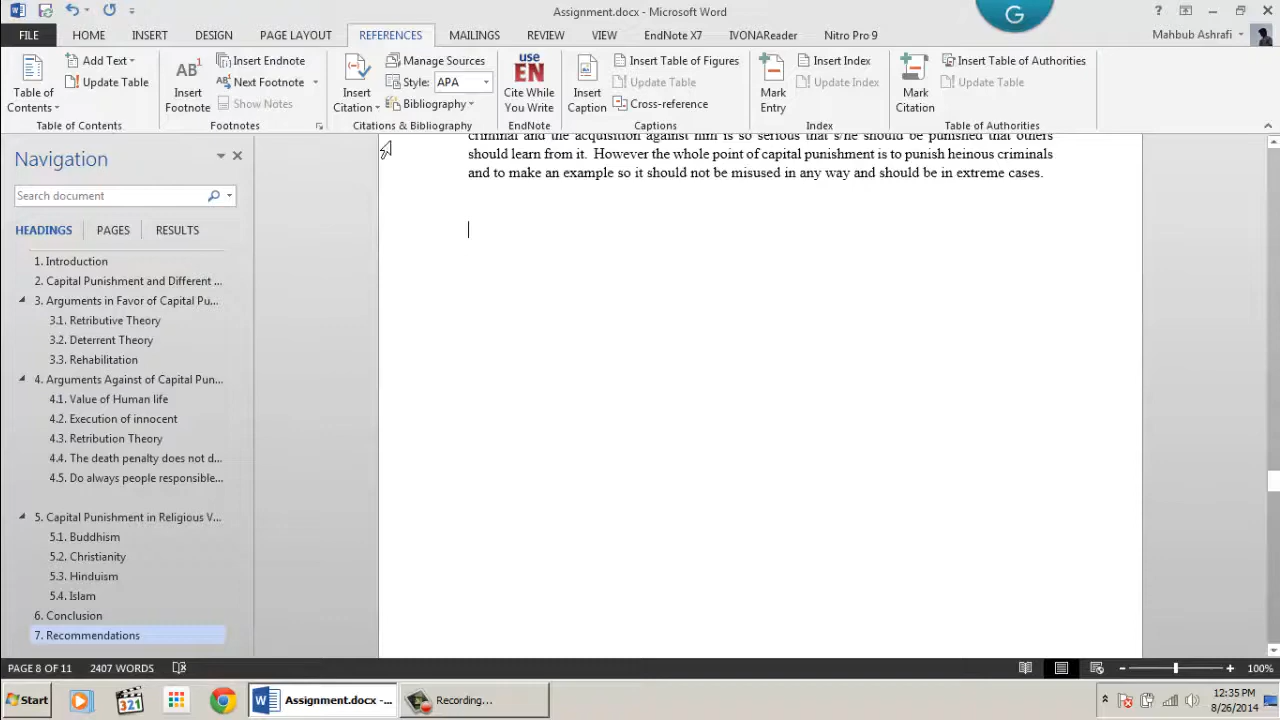 Assignment.docx - Microsoft Word
G
?
FILE HOME INSERT DESIGN PAGE LAYOUT REFERENCES MAILINGS REVIEW VIEW EndNote X7 IVONAReader Nitro Pro 9 Mahbub Ashrafi
Table of Contents
Add Text
Update Table
Table of Contents
AB1
Insert Footnote
Insert Endnote
Next Footnote
Show Notes
Footnotes
Insert Citation
Manage Sources
Style: APA
Bibliography
Citations & Bibliography
use EN
Cite While You Write
EndNote
Insert Caption
Insert Table of Figures
Update Table
Cross-reference
Captions
Mark Entry
Insert Index
Update Index
Index
Mark Citation
Insert Table of Authorities
Update Table
Table of Authorities
Navigation
Search document
HEADINGS PAGES RESULTS
1. Introduction
2. Capital Punishment and Different ...
3. Arguments in Favor of Capital Pu...
3.1. Retributive Theory
3.2. Deterrent Theory
3.3. Rehabilitation
4. Arguments Against of Capital Pun...
4.1. Value of Human life
4.2. Execution of innocent
4.3. Retribution Theory
4.4. The death penalty does not d...
4.5. Do always people responsible...
5. Capital Punishment in Religious V...
5.1. Buddhism
5.2. Christianity
5.3. Hinduism
5.4. Islam
6. Conclusion
7. Recommendations
criminal and the acquisition against him is so serious that s/he should be punished that others
should learn from it. However the whole point of capital punishment is to punish heinous criminals
and to make an example so it should not be misused in any way and should be in extreme cases.
PAGE 8 OF 11 2407 WORDS 100%
Start
321
Assignment.docx -...
Recording...
12:35 PM
8/26/2014